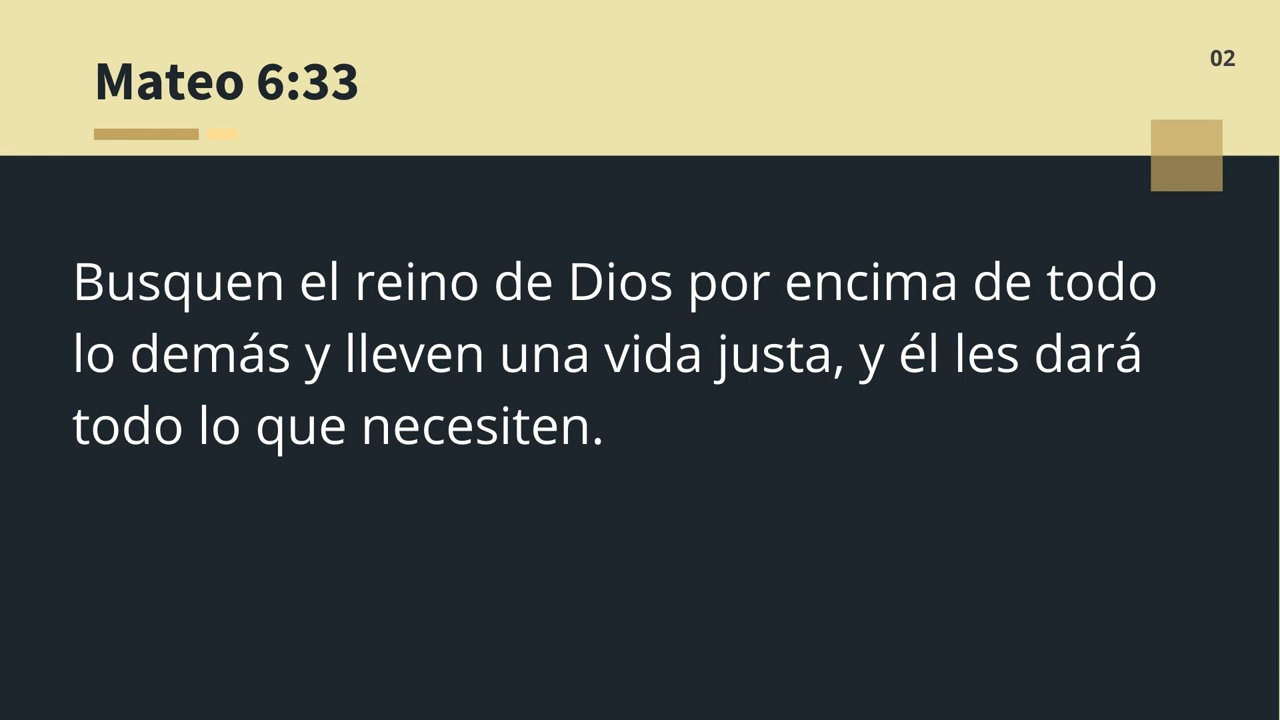 Mateo 6:33
02
Busquen el reino de Dios por encima de todo
lo demás y lleven una vida justa, y él les dará
todo lo que necesiten.